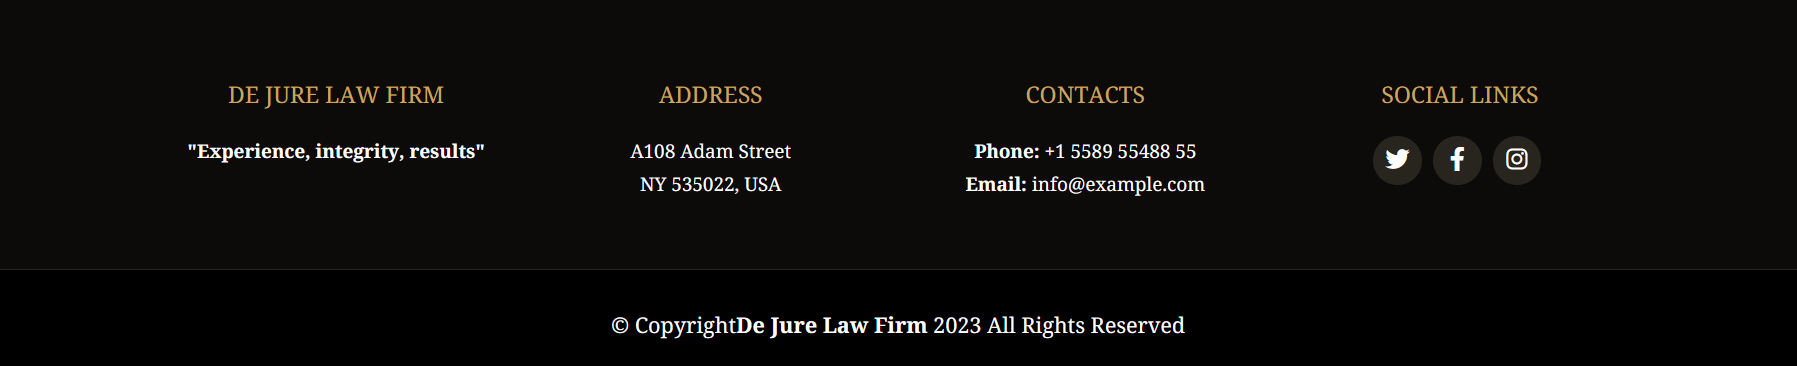 DE JURE LAW FIRM
"Experience, integrity, results"
ADDRESS
A108 Adam Street
NY 535022, USA
CONTACTS
Phone: +1 5589 55488 55
Email: info@example.com
SOCIAL LINKS
© CopyrightDe Jure Law Firm 2023 All Rights Reserved